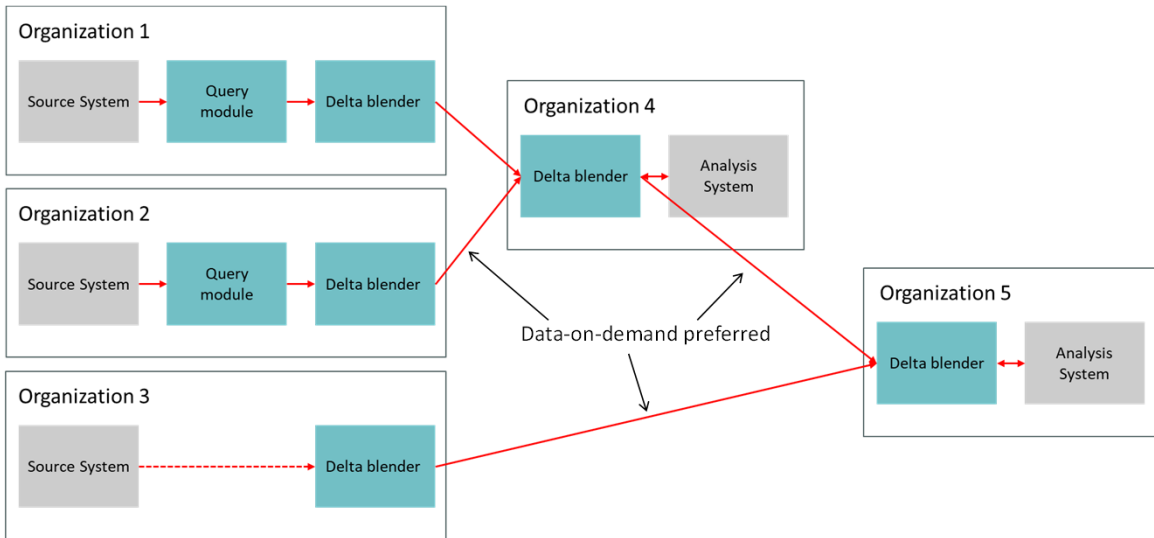 Organization 1
Source System
Query
module
Delta blender
Organization 2
Source System
Query
module
Delta blender
Organization 3
Source System
Delta blender
Organization 4
Delta blender
Analysis
System
Data-on-demand preferred
Organization 5
Delta blender
Analysis
System